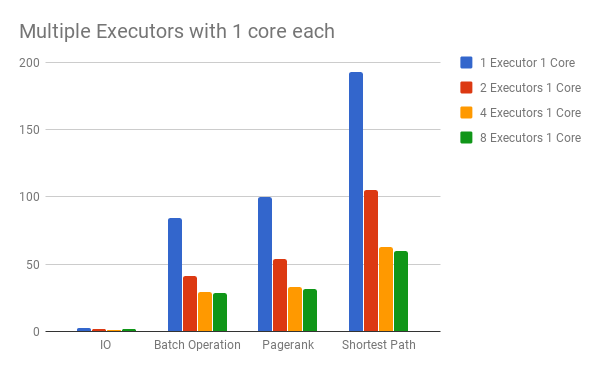 Multiple Executors with 1 core each
200
150
100
50
0
IO
Batch Operation
Pagerank
Shortest Path
1 Executor 1 Core
2 Executors 1 Core
4 Executors 1 Core
8 Executors 1 Core